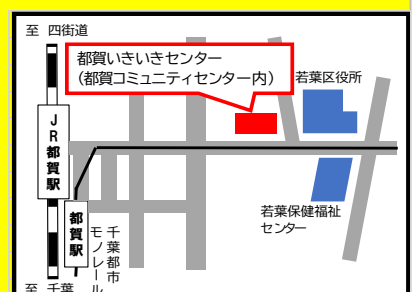 至 四街道
都賀いきいきセンター
（都賀コミュニティセンター内）
若葉区役所
ＪＲ都賀駅
都賀駅
千葉都市
モノレール
若葉保健福祉
センター
至 千葉